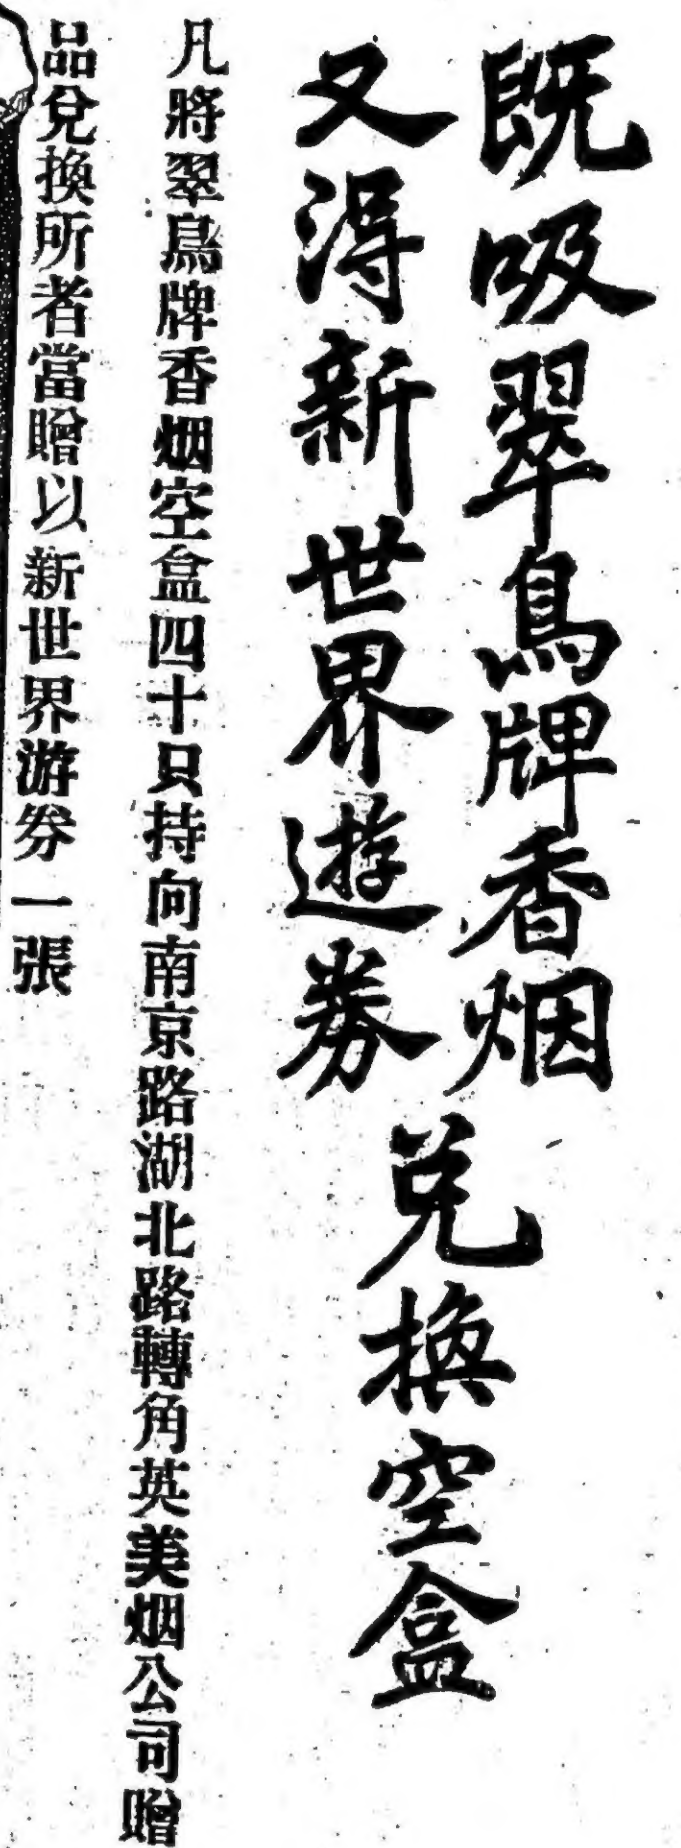 既吸翠鳥牌香烟
又得新世界遊券
兌換空盒
凡將翠鳥牌香烟空盒四十只持向南京路湖北路轉角英美烟公司贈
品兌換所者當贈以新世界游券一張